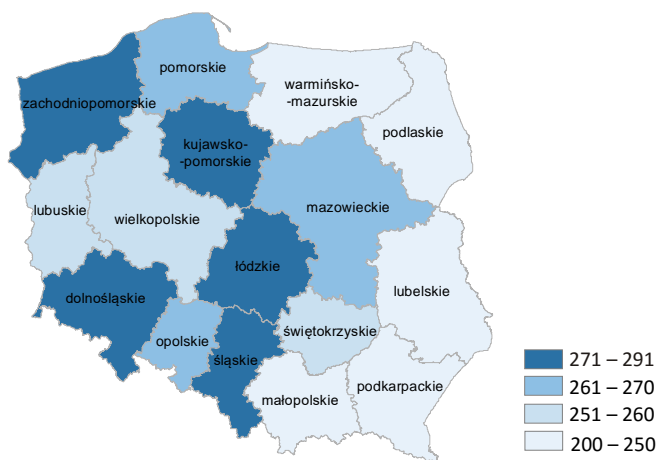 pomorskie
warmińsko-
-mazurskie
zachodniopomorskie
podlaskie
kujawsko-
-pomorskie
lubuskie
wielkopolskie
mazowieckie
łódzkie
lubelskie
dolnośląskie
opolskie
świętokrzyskie
śląskie
małopolskie
podkarpackie
271 – 291
261 – 270
251 – 260
200 – 250